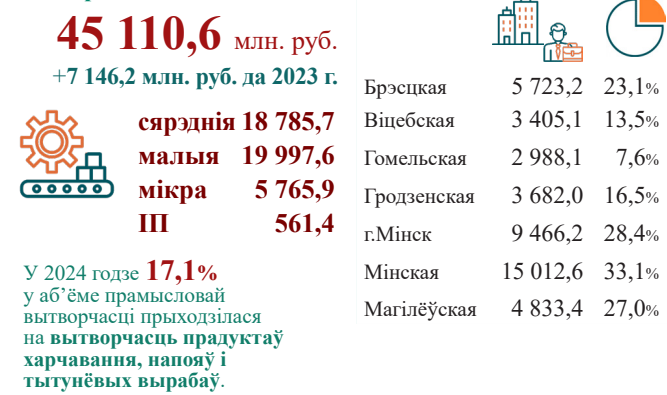 45 110,6 млн. руб.
+7 146,2 млн. руб. да 2023 г.
сярэднія 18 785,7
малыя 19 997,6
мікра 5 765,9
ІП 561,4
У 2024 годзе 17,1%
у аб’ёме прамысловай
вытворчасці прыходзілася
на вытворчасць прадуктаў
харчавання, напояў і
тытунёвых вырабаў.
Брэсцкая 5 723,2 23,1%
Віцебская 3 405,1 13,5%
Гомельская 2 988,1 7,6%
Гродзенская 3 682,0 16,5%
г.Мінск 9 466,2 28,4%
Мінская 15 012,6 33,1%
Магілёўская 4 833,4 27,0%